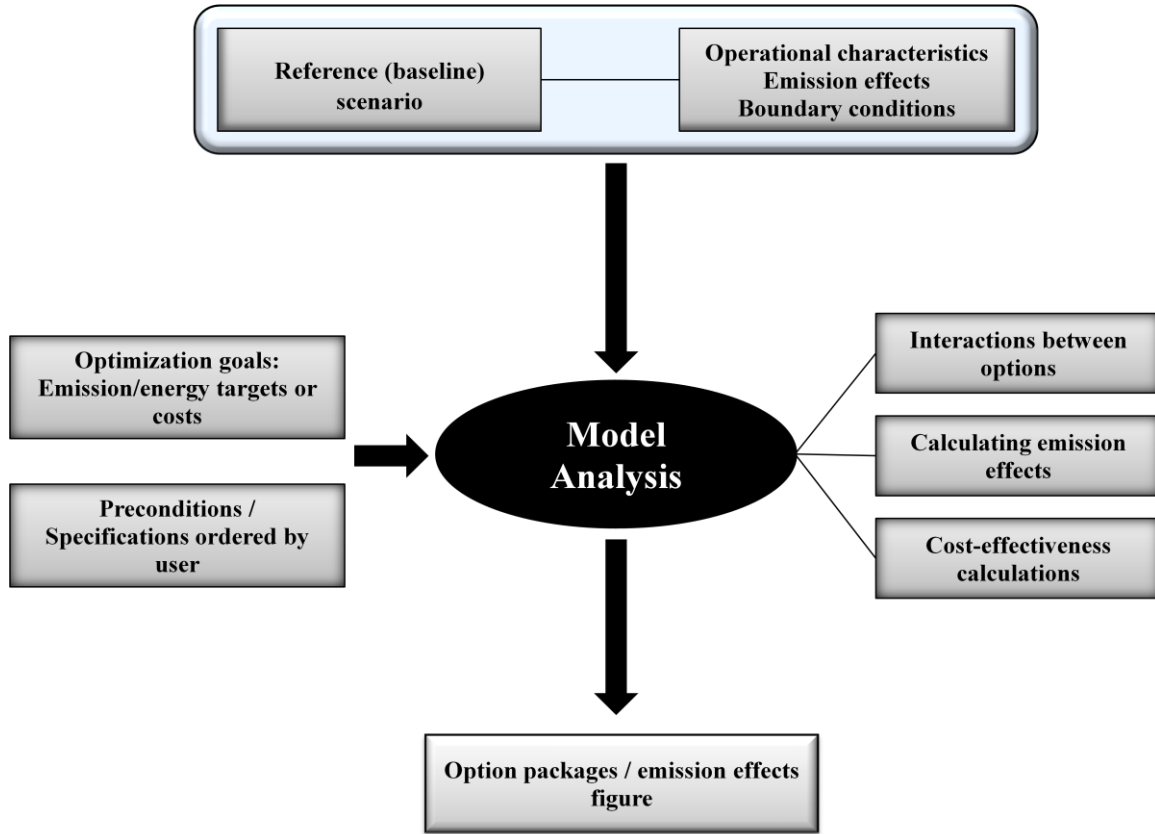 Reference (baseline)
scenario
Operational characteristics
Emission effects
Boundary conditions
Optimization goals:
Emission/energy targets or
costs
Preconditions /
Specifications ordered by
user
Model
Analysis
Interactions between
options
Calculating emission
effects
Cost-effectiveness
calculations
Option packages / emission effects
figure